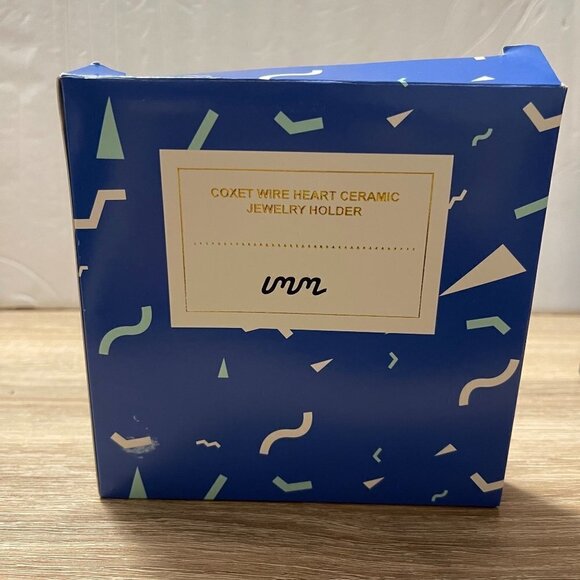 COXET WIRE HEART CERAMIC
JEWELRY HOLDER
umm